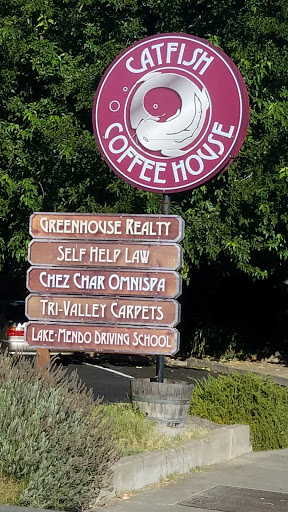 CATFISH
COFFEE HOUSE
GREENHOUSE REALTY
SELF HELP LAW
CHEZ CHAR OMNISPA
TRI-VALLEY CARPETS
LAKE-MENDO DRIVING SCHOOL